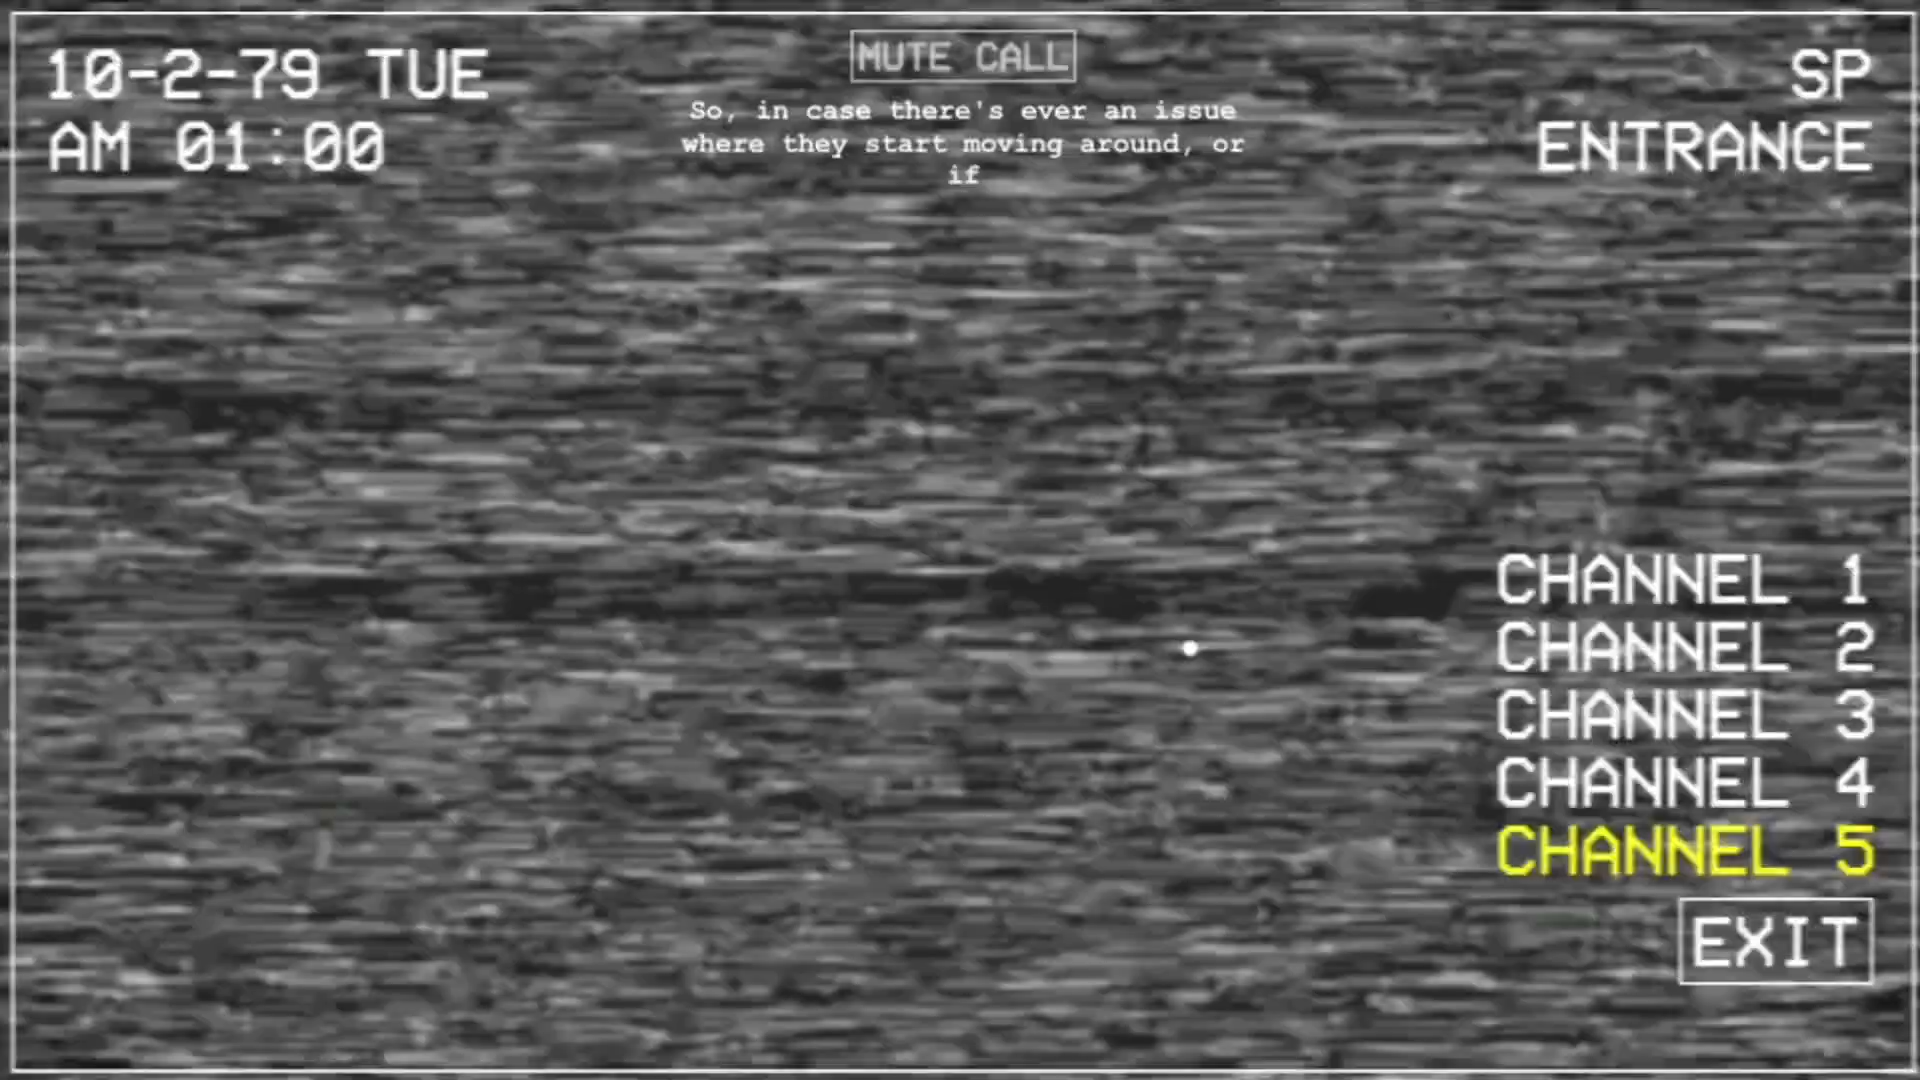 10-2-79 TUE
AM 01:00
MUTE CALL
So, in case there's ever an issue
where they start moving around, or
if
SP
ENTRANCE
CHANNEL 1
CHANNEL 2
CHANNEL 3
CHANNEL 4
CHANNEL 5
EXIT